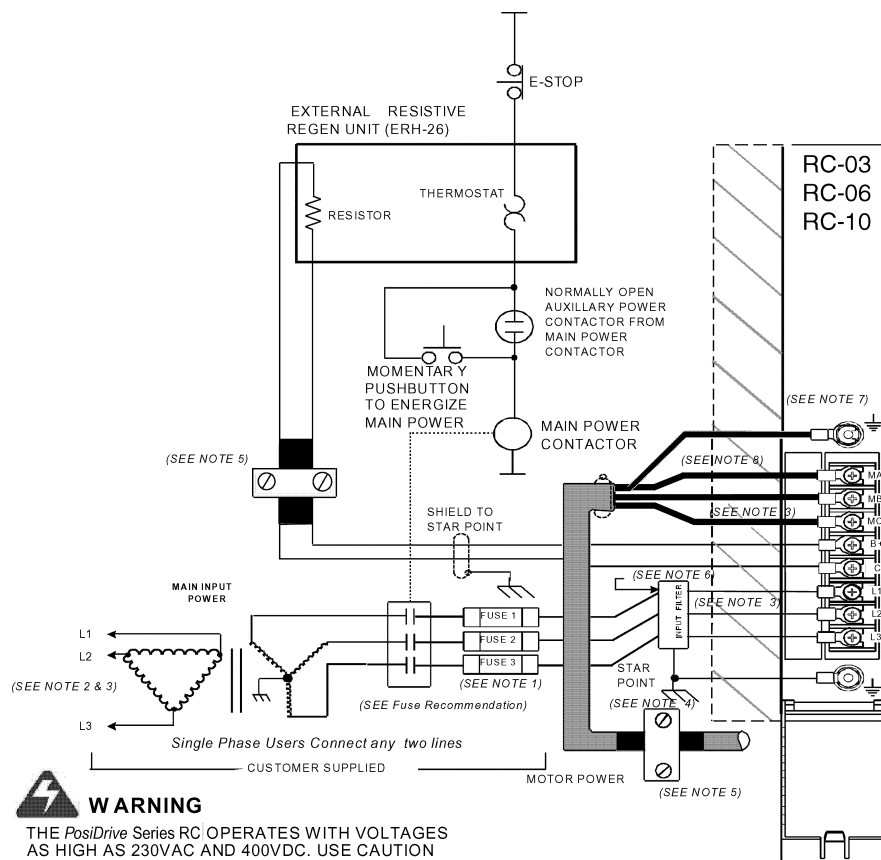 E-STOP
EXTERNAL RESISTIVE
REGEN UNIT (ERH-26)
THERMOSTAT
RESISTOR
RC-03
RC-06
RC-10
NORMALLY OPEN
AUXILLARY POWER
CONTACTOR FROM
MAIN POWER
CONTACTOR
MOMENTARY
PUSHBUTTON
TO ENERGIZE
MAIN POWER
MAIN POWER
CONTACTOR
(SEE NOTE 7)
(SEE NOTE 5)
(SEE NOTE 8)
MA
MB
(SEE NOTE 3)
MC
SHIELD TO
STAR POINT
B+
C
(SEE NOTE 6)
MAIN INPUT
POWER
L1
(SEE NOTE 3)
L2
L3
INPUT FILTER
FUSE 1
FUSE 2
FUSE 3
L1
L2
(SEE NOTE 2 & 3)
L3
(SEE NOTE 1)
(SEE Fuse Recommendation)
STAR
POINT
(SEE NOTE 4)
Single Phase Users Connect any two lines
CUSTOMER SUPPLIED
MOTOR POWER
(SEE NOTE 5)
WARNING
THE PosiDrive Series RC OPERATES WITH VOLTAGES
AS HIGH AS 230VAC AND 400VDC. USE CAUTION